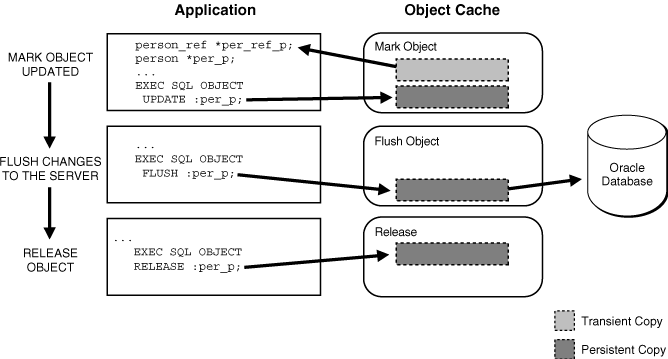 Application
Object Cache
MARK OBJECT
UPDATED
person_ref *per_ref_p;
person *per_p;
...
EXEC SQL OBJECT
UPDATE :per_p;
Mark Object
FLUSH CHANGES
TO THE SERVER
...
EXEC SQL OBJECT
FLUSH :per_p;
Flush Object
Oracle
Database
RELEASE
OBJECT
...
EXEC SQL OBJECT
RELEASE :per_p;
Release
Transient Copy
Persistent Copy